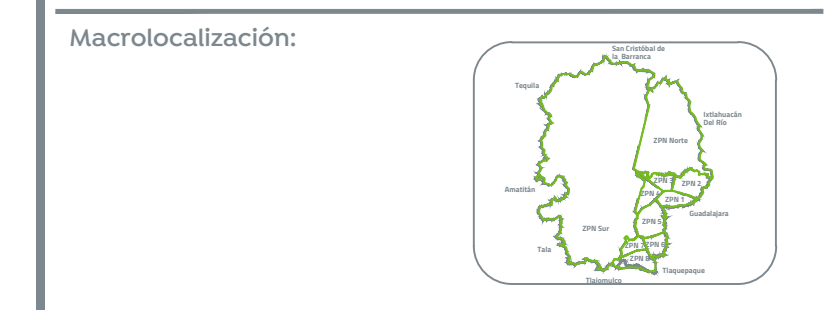 Macrolocalización:
San Cristóbal de
la Barranca
Tequila
Ixtlahuacán
Del Río
ZPN Norte
ZPN 3
ZPN 2
Amatitán
ZPN 4
ZPN 1
Guadalajara
ZPN 5
ZPN Sur
ZPN 7
ZPN 6
Tala
ZPN 8
Tlaquepaque
Tlajomulco